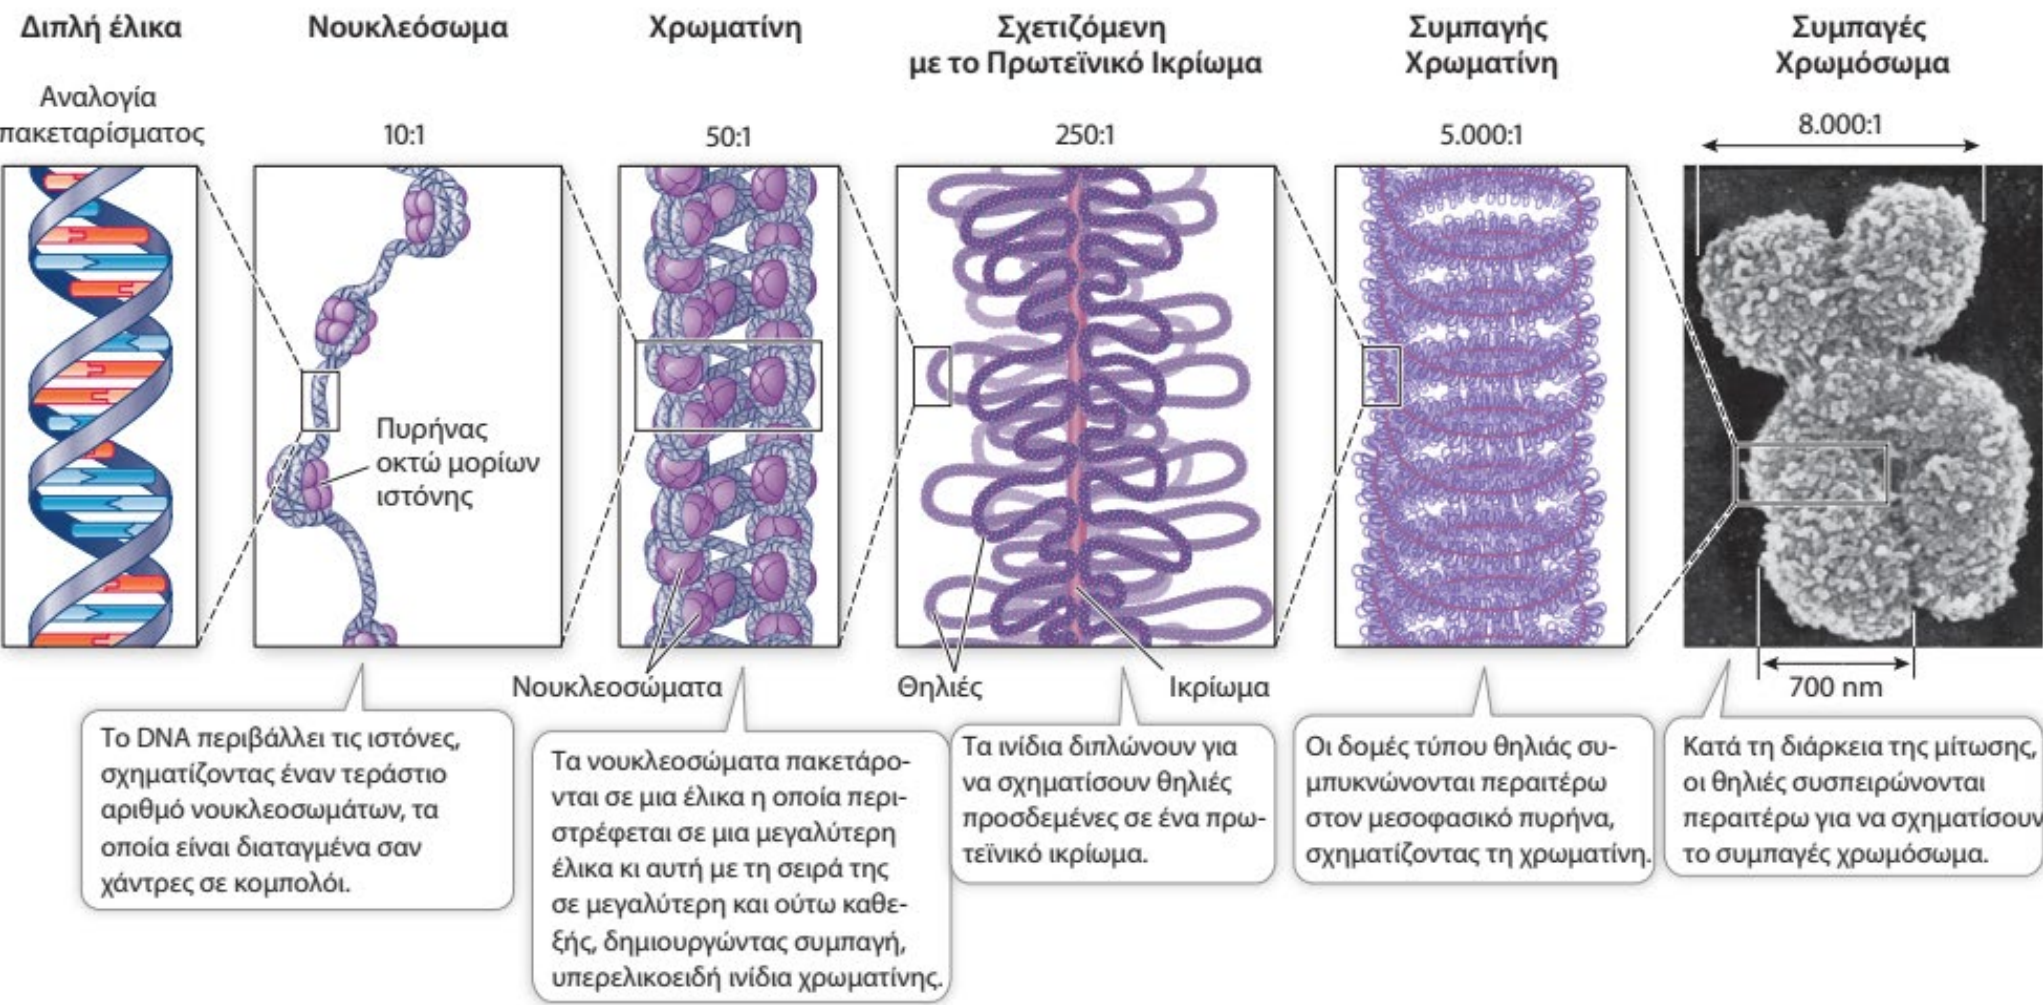 Διπλή έλικα
Αναλογία
πακεταρίσματος
Νουκλεόσωμα
10:1
Χρωματίνη
50:1
Σχετιζόμενη
με το Πρωτεϊνικό Ικρίωμα
250:1
Συμπαγής
Χρωματίνη
5.000:1
Συμπαγές
Χρωμόσωμα
8.000:1
Πυρήνας
οκτώ μορίων
ιστόνης
Νουκλεοσώματα
Θηλιές
Ικρίωμα
700 nm
Το DNA περιβάλλει τις ιστόνες,
σχηματίζοντας έναν τεράστιο
αριθμό νουκλεοσωμάτων, τα
οποία είναι διαταγμένα σαν
χάντρες σε κομπολόι.
Τα νουκλεοσώματα πακετάρο-
νται σε μια έλικα η οποία περι-
στρέφεται σε μια μεγαλύτερη
έλικα κι αυτή με τη σειρά της
σε μεγαλύτερη και ούτω καθε-
ξής, δημιουργώντας συμπαγή,
υπερελικοειδή ινίδια χρωματίνης.
Τα ινίδια διπλώνουν για
να σχηματίσουν θηλιές
προσδεμένες σε ένα πρω-
τεϊνικό ικρίωμα.
Οι δομές τύπου θηλιάς συ-
μπυκνώνονται περαιτέρω
στον μεσοφασικό πυρήνα,
σχηματίζοντας τη χρωματίνη.
Κατά τη διάρκεια της μίτωσης,
οι θηλιές συσπειρώνονται
περαιτέρω για να σχηματίσουν
το συμπαγές χρωμόσωμα.